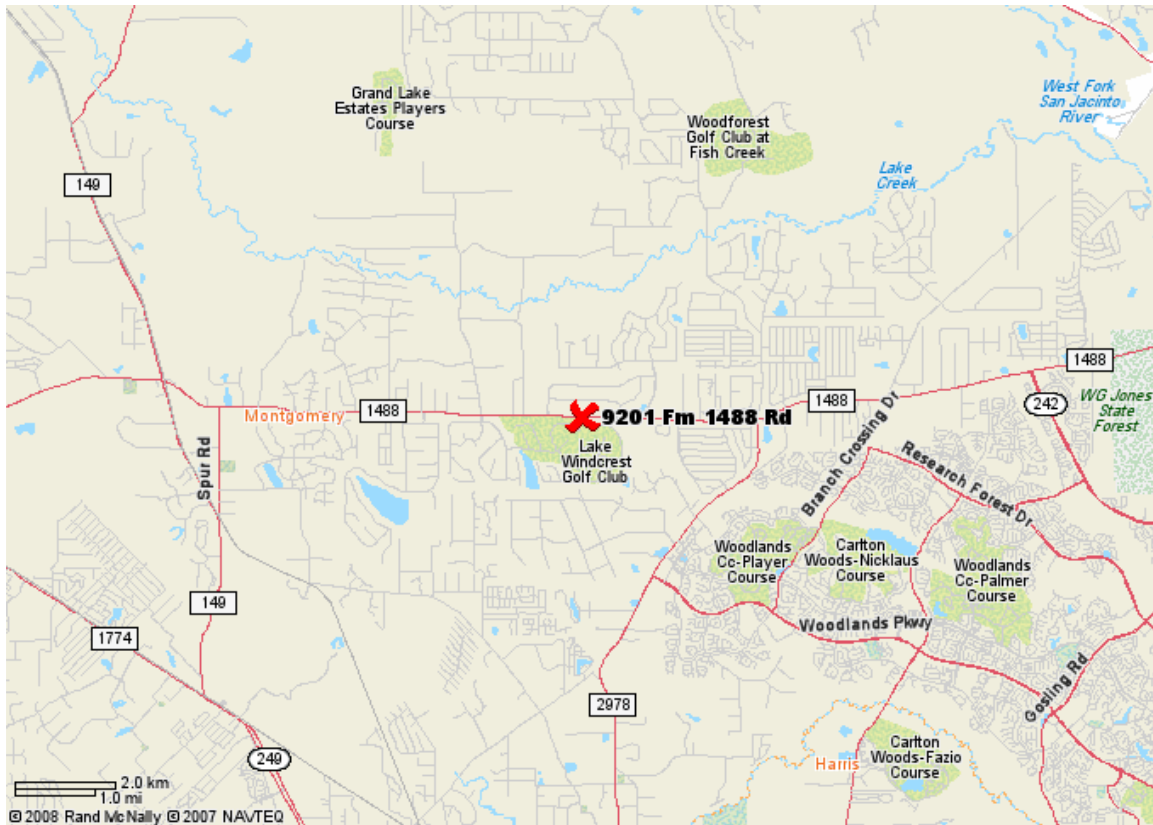 Grand Lake
Estates Players
Course
Woodforest
Golf Club at
Fish Creek
West Fork
San Jacinto
River
Lake
Creek
149
1488
1488
242
WG Jones
State
Forest
Montgomery
1488
9201 Fm 1488 Rd
Lake
Windcrest
Golf Club
Spur Rd
Branch Crossing Dr
Research Forest Dr
Woodlands
Cc-Player
Course
Carlton
Woods-Nicklaus
Course
Woodlands
Cc-Palmer
Course
149
1774
Woodlands Pkwy
Gosling Rd
2978
249
Harris
Carlton
Woods-Fazio
Course
2.0 km
1.0 mi
© 2008 Rand McNally © 2007 NAVTEQ